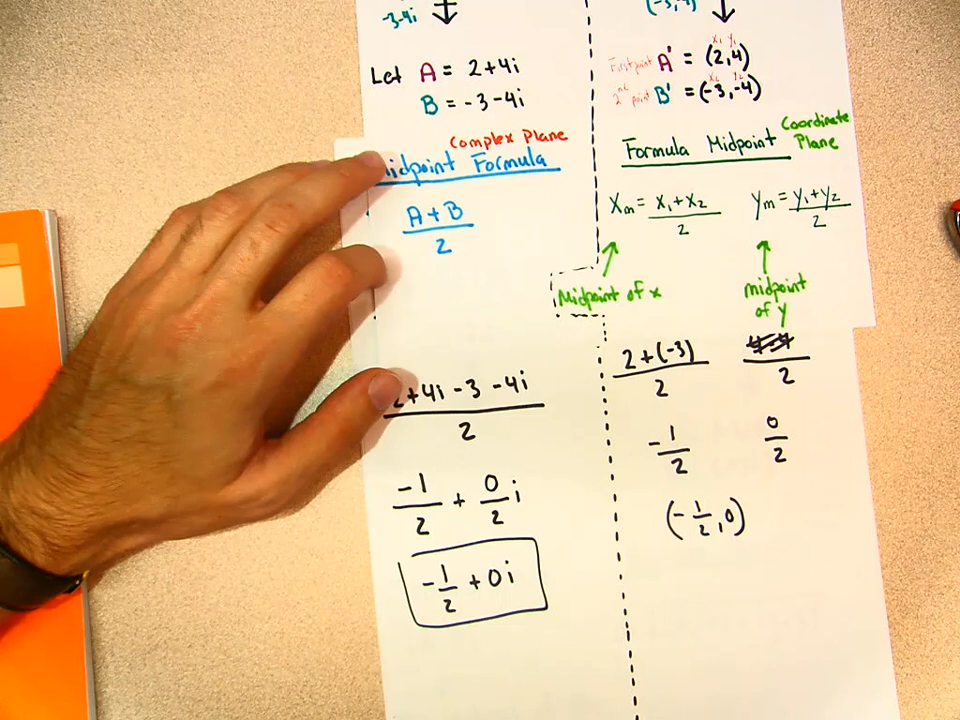 -3-4i
(-3,-4)
Let A = 2+4i
B = -3-4i
First point A' = (2,4)
x₁ y₁
2nd point B' = (-3,-4)
x₂ y₂
Complex Plane
Midpoint Formula
A+B
2
Formula Midpoint Coordinate Plane
Xm = x₁+x₂
2
ym = y₁+y₂
2
Midpoint of x
midpoint
of y
2+4i -3 -4i
2
-1/2 + 0/2 i
-1/2 + 0i
2+(-3)
2
2
-1/2
0/2
(-1/2,0)